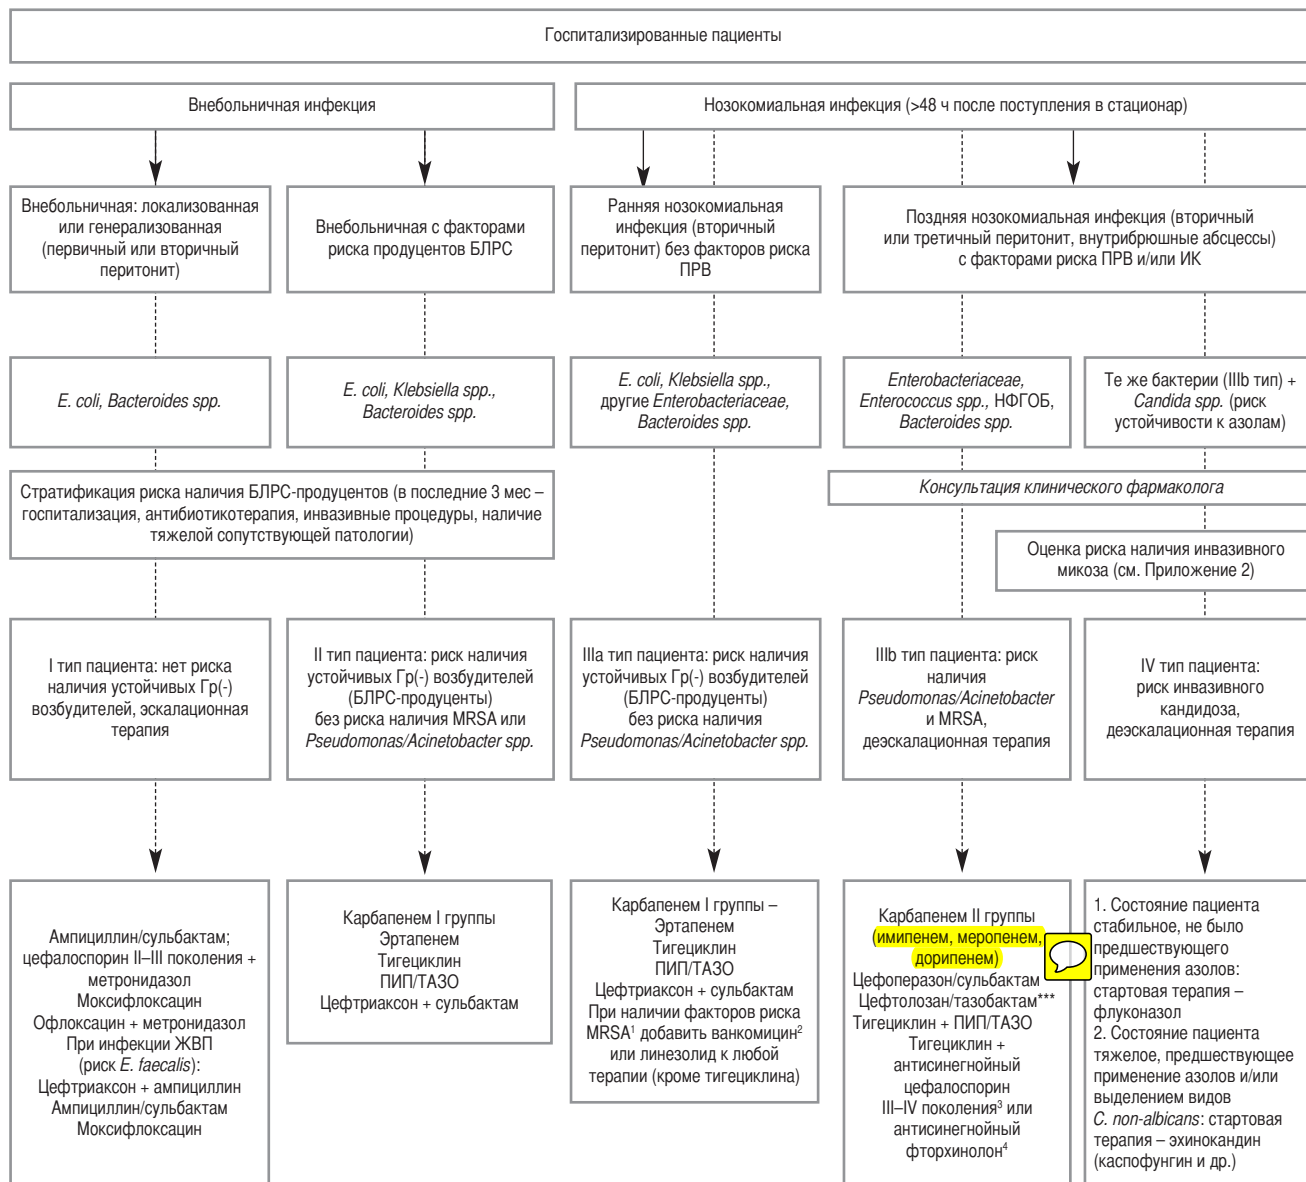 Госпитализированные пациенты
Внебольничная инфекция
Нозокомиальная инфекция (>48 ч после поступления в стационар)
Внебольничная: локализованная
или генерализованная
(первичный или вторичный
перитонит)
Внебольничная с факторами
риска продуцентов БЛРС
Ранняя нозокомиальная
инфекция (вторичный
перитонит) без факторов риска
ПРВ
Поздняя нозокомиальная инфекция (вторичный
или третичный перитонит, внутрибрюшные абсцессы)
с факторами риска ПРВ и/или ИК
E. coli, Bacteroides spp.
E. coli, Klebsiella spp.,
Bacteroides spp.
E. coli, Klebsiella spp.,
другие Enterobacteriaceae,
Bacteroides spp.
Enterobacteriaceae,
Enterococcus spp., НФГОБ,
Bacteroides spp.
Те же бактерии (IIIb тип) +
Candida spp. (риск
устойчивости к азолам)
Стратификация риска наличия БЛРС-продуцентов (в последние 3 мес –
госпитализация, антибиотикотерапия, инвазивные процедуры, наличие
тяжелой сопутствующей патологии)
Консультация клинического фармаколога
Оценка риска наличия инвазивного
микоза (см. Приложение 2)
I тип пациента: нет риска
наличия устойчивых Гр(-)
возбудителей, эскалационная
терапия
II тип пациента: риск наличия
устойчивых Гр(-) возбудителей
(БЛРС-продуценты)
без риска наличия MRSA или
Pseudomonas/Acinetobacter spp.
IIIa тип пациента: риск наличия
устойчивых Гр(-) возбудителей
(БЛРС-продуценты)
без риска наличия
Pseudomonas/Acinetobacter spp.
IIIb тип пациента: риск
наличия
Pseudomonas/Acinetobacter
и MRSA,
деэскалационная терапия
IV тип пациента:
риск инвазивного
кандидоза,
деэскалационная терапия
Ампициллин/сульбактам;
цефалоспорин II–III поколения +
метронидазол
Моксифлоксацин
Офлоксацин + метронидазол
При инфекции ЖВП
(риск E. faecalis):
Цефтриаксон + ампициллин
Ампициллин/сульбактам
Моксифлоксацин
Карбапенем I группы
Эртапенем
Тигециклин
ПИП/ТАЗО
Цефтриаксон + сульбактам
Карбапенем I группы –
Эртапенем
Тигециклин
ПИП/ТАЗО
Цефтриаксон + сульбактам
При наличии факторов риска
MRSA¹ добавить ванкомицин²
или линезолид к любой
терапии (кроме тигециклина)
Карбапенем II группы
(имипенем, меропенем,
дорипенем)
Цефоперазон/сульбактам
Цефтолозан/тазобактам***
Тигециклин + ПИП/ТАЗО
Тигециклин +
антисинегнойный
цефалоспорин
III–IV поколения³ или
антисинегнойный
фторхинолон⁴
1. Состояние пациента
стабильное, не было
предшествующего
применения азолов:
стартовая терапия –
флуконазол
2. Состояние пациента
тяжелое, предшествующее
применение азолов и/или
выделением видов
C. non-albicans: стартовая
терапия – эхинокандин
(каспофунгин и др.)